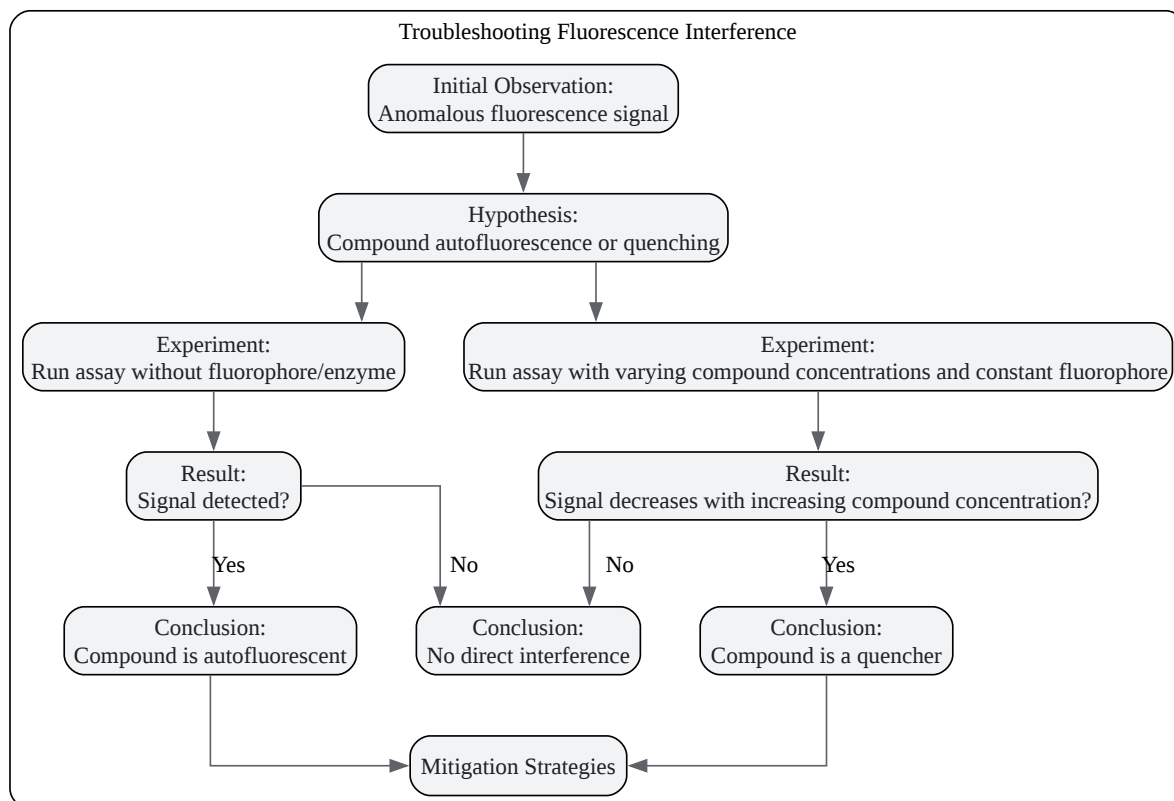 Troubleshooting Fluorescence Interference
Initial Observation:
Anomalous fluorescence signal
Hypothesis:
Compound autofluorescence or quenching
Experiment:
Run assay without fluorophore/enzyme
Experiment:
Run assay with varying compound concentrations and constant fluorophore
Result:
Signal detected?
Result:
Signal decreases with increasing compound concentration?
Yes
No
No
Yes
Conclusion:
Compound is autofluorescent
Conclusion:
No direct interference
Conclusion:
Compound is a quencher
Mitigation Strategies